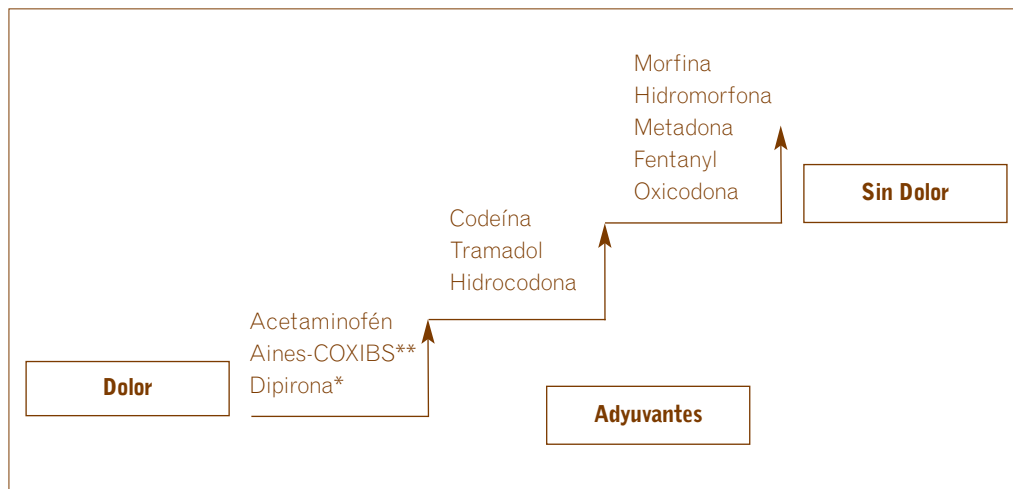 Morfina
Hidromorfona
Metadona
Fentanyl
Oxicodona
Sin Dolor
Codeína
Tramadol
Hidrocodona
Acetaminofén
Aines-COXIBS**
Dipirona*
Dolor
Adyuvantes